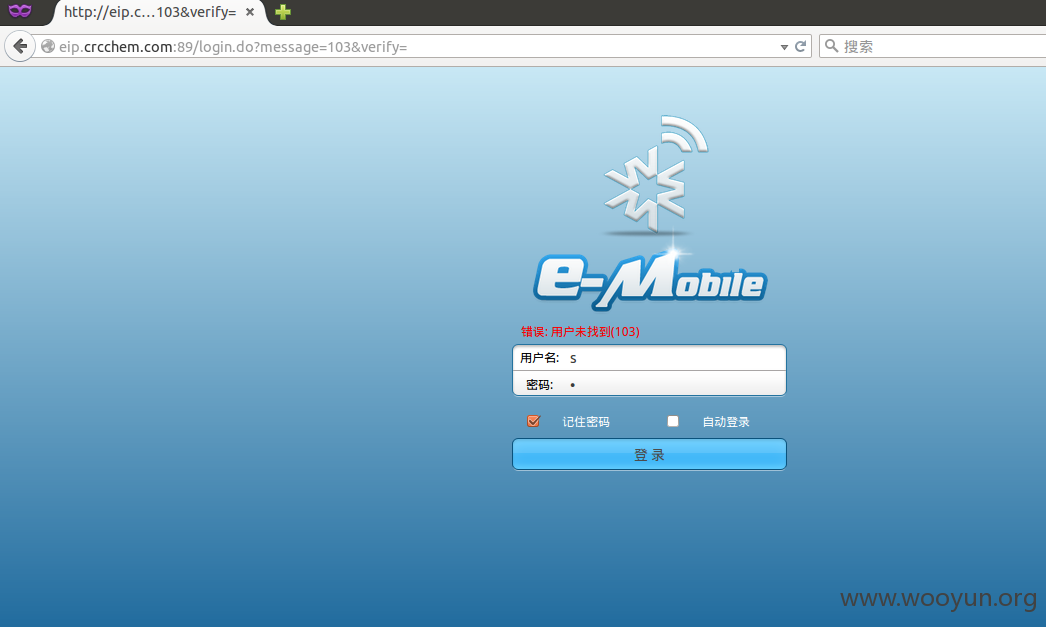 http://eip.c...103&verify=
eip.crcchem.com:89/login.do?message=103&verify=
搜索
e-Mobile
错误: 用户未找到(103)
用户名: s
密码: •
记住密码 自动登录
登 录
www.wooyun.org